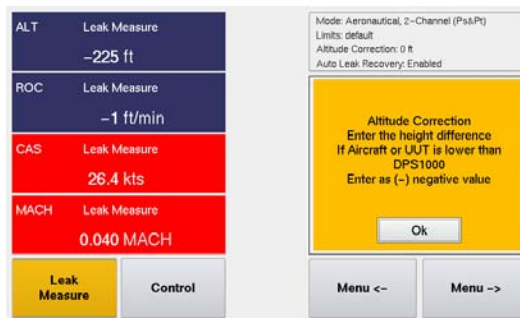 ALT Leak Measure
-225 ft
ROC Leak Measure
-1 ft/min
CAS Leak Measure
26.4 kts
MACH Leak Measure
0.040 MACH
Leak
Measure
Control
Mode: Aeronautical, 2-Channel (Ps&Pt)
Limits: default
Altitude Correction: 0 ft
Auto Leak Recovery: Enabled
Altitude Correction
Enter the height difference
If Aircraft or UUT is lower than
DPS1000
Enter as (-) negative value
Ok
Menu <-
Menu ->